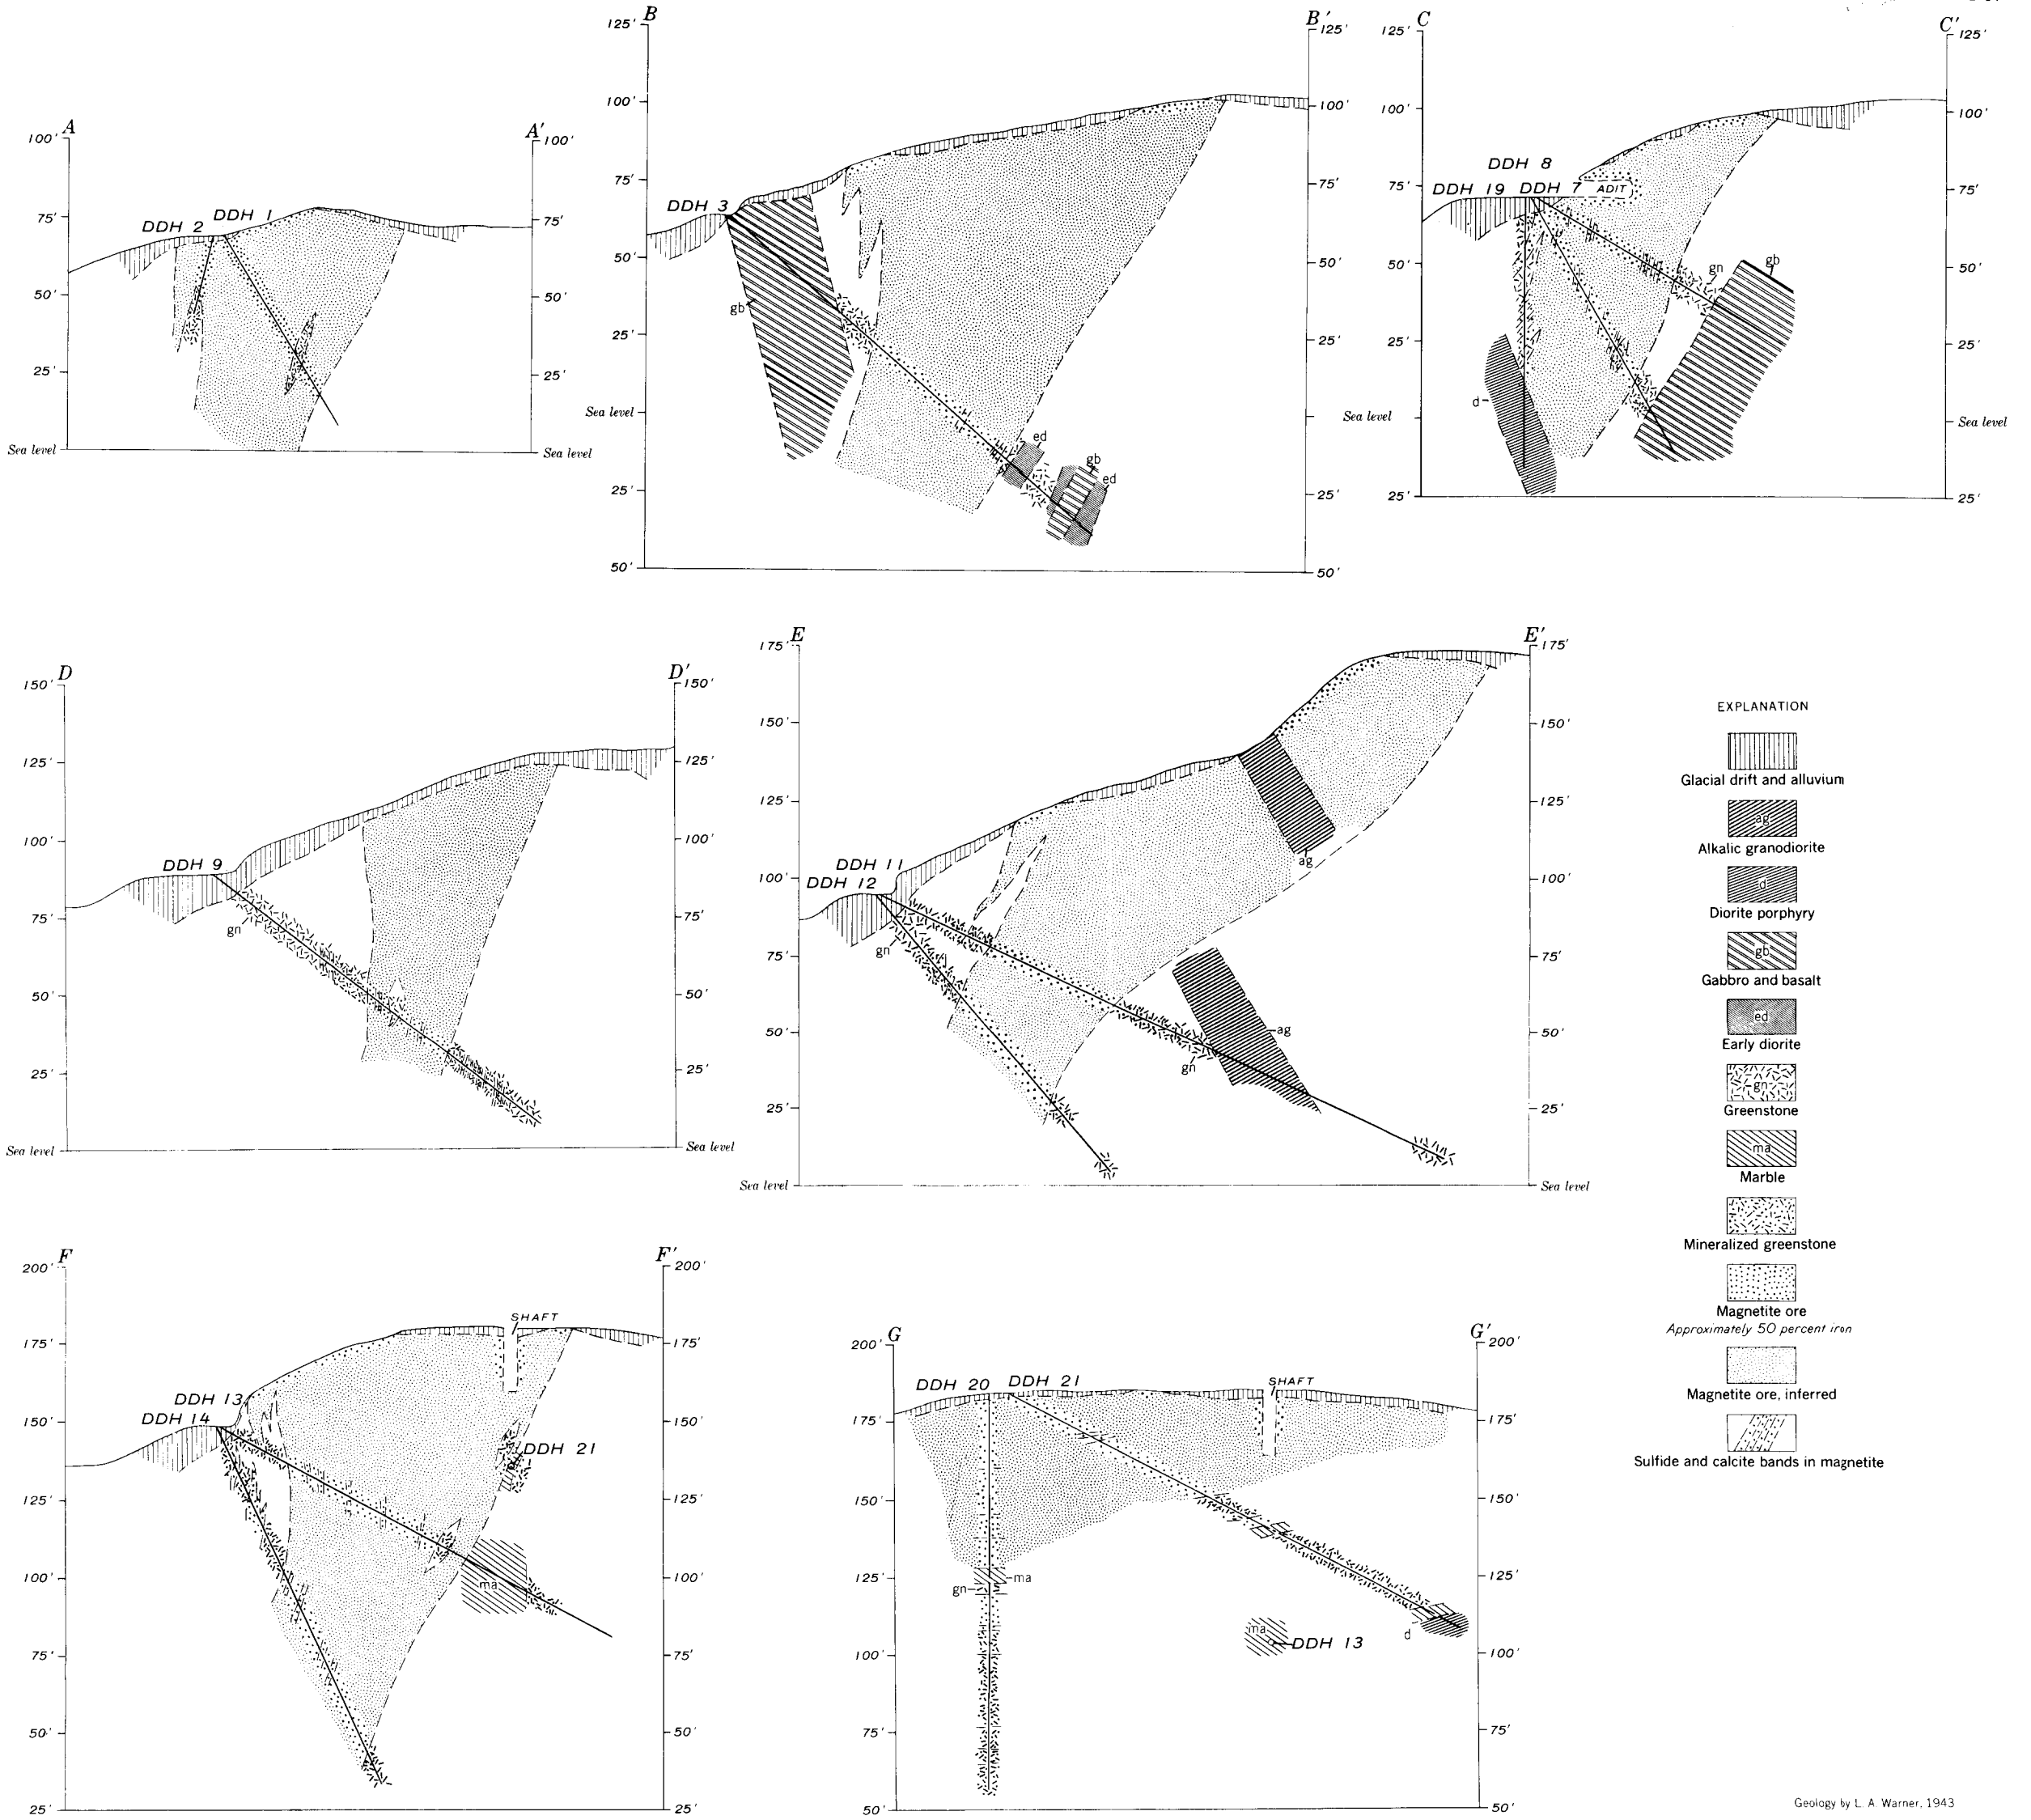 A
A'
100'
75'
50'
25'
Sea level
100'
75'
50'
25'
Sea level
DDH 2
DDH 1
B
B'
125'
100'
75'
50'
25'
Sea level
25'
50'
125'
100'
75'
50'
25'
25'
50'
DDH 3
gb
ed
gb
ed
C
C'
125'
100'
75'
50'
25'
Sea level
25'
125'
100'
75'
50'
25'
Sea level
25'
DDH 8
DDH 19
DDH 7
ADIT
gn
gb
d
D
D'
150'
125'
100'
75'
50'
25'
Sea level
150'
125'
100'
75'
50'
25'
Sea level
DDH 9
gn
E
E'
175'
150'
125'
100'
75'
50'
25'
Sea level
175'
150'
125'
100'
75'
50'
25'
Sea level
DDH 11
DDH 12
gn
ag
ag
gn
EXPLANATION
Glacial drift and alluvium
ag
Alkalic granodiorite
d
Diorite porphyry
gb
Gabbro and basalt
ed
Early diorite
gn
Greenstone
ma
Marble
Mineralized greenstone
Magnetite ore
Approximately 50 percent iron
Magnetite ore, inferred
Sulfide and calcite bands in magnetite
F
F'
200'
175'
150'
125'
100'
75'
50'
25'
200'
175'
150'
125'
100'
75'
50'
25'
SHAFT
DDH 13
DDH 14
DDH 21
ma
G
G'
200'
175'
150'
125'
100'
75'
50'
200'
175'
150'
125'
100'
75'
50'
DDH 20
DDH 21
SHAFT
ma
gn
ma
DDH 13
d
Geology by L. A. Warner, 1943